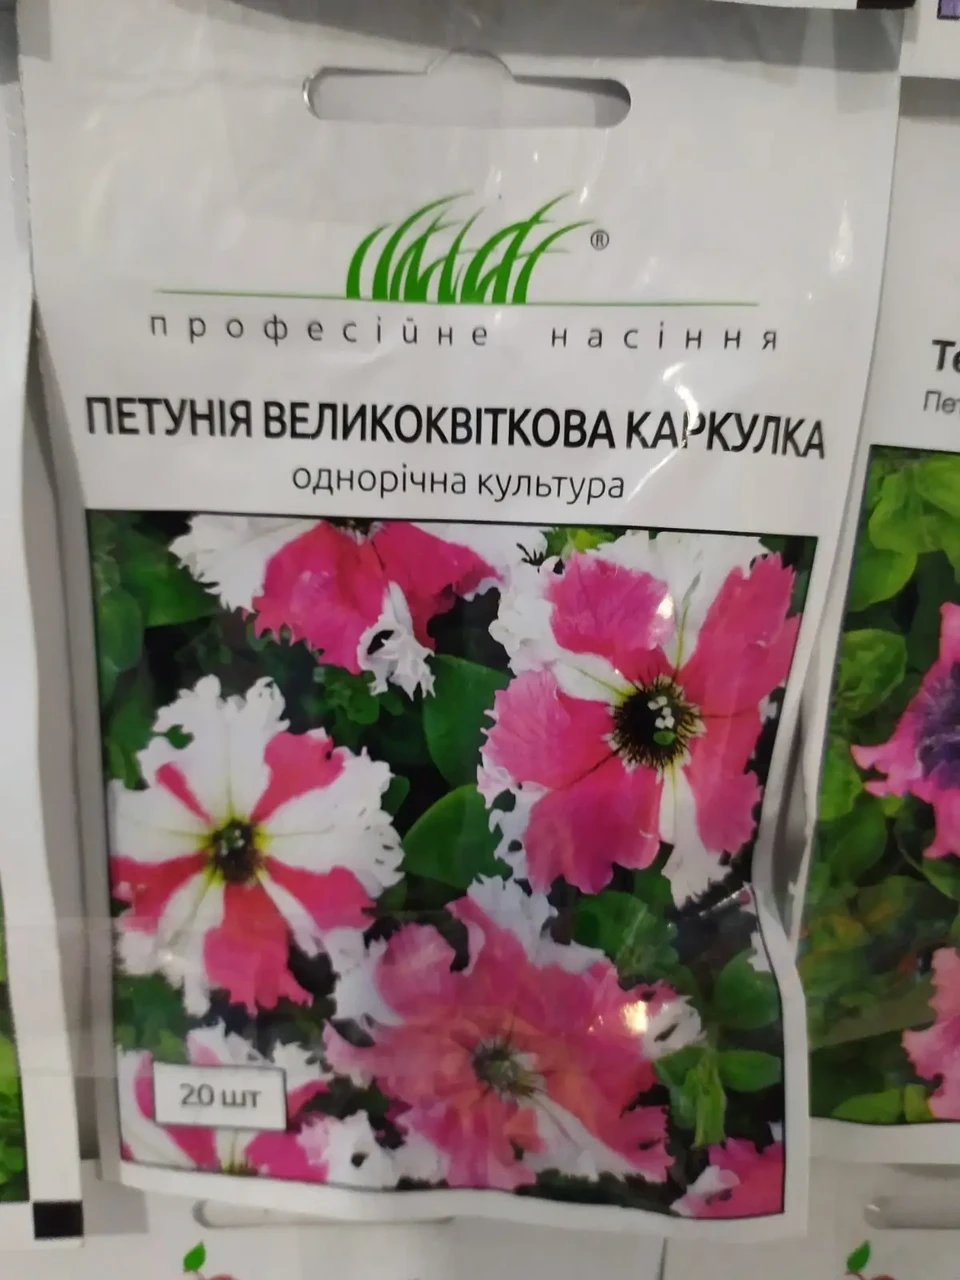 ®
професійне насіння
ПЕТУНІЯ ВЕЛИКОКВІТКОВА КАРКУЛКА
однорічна культура
20 шт